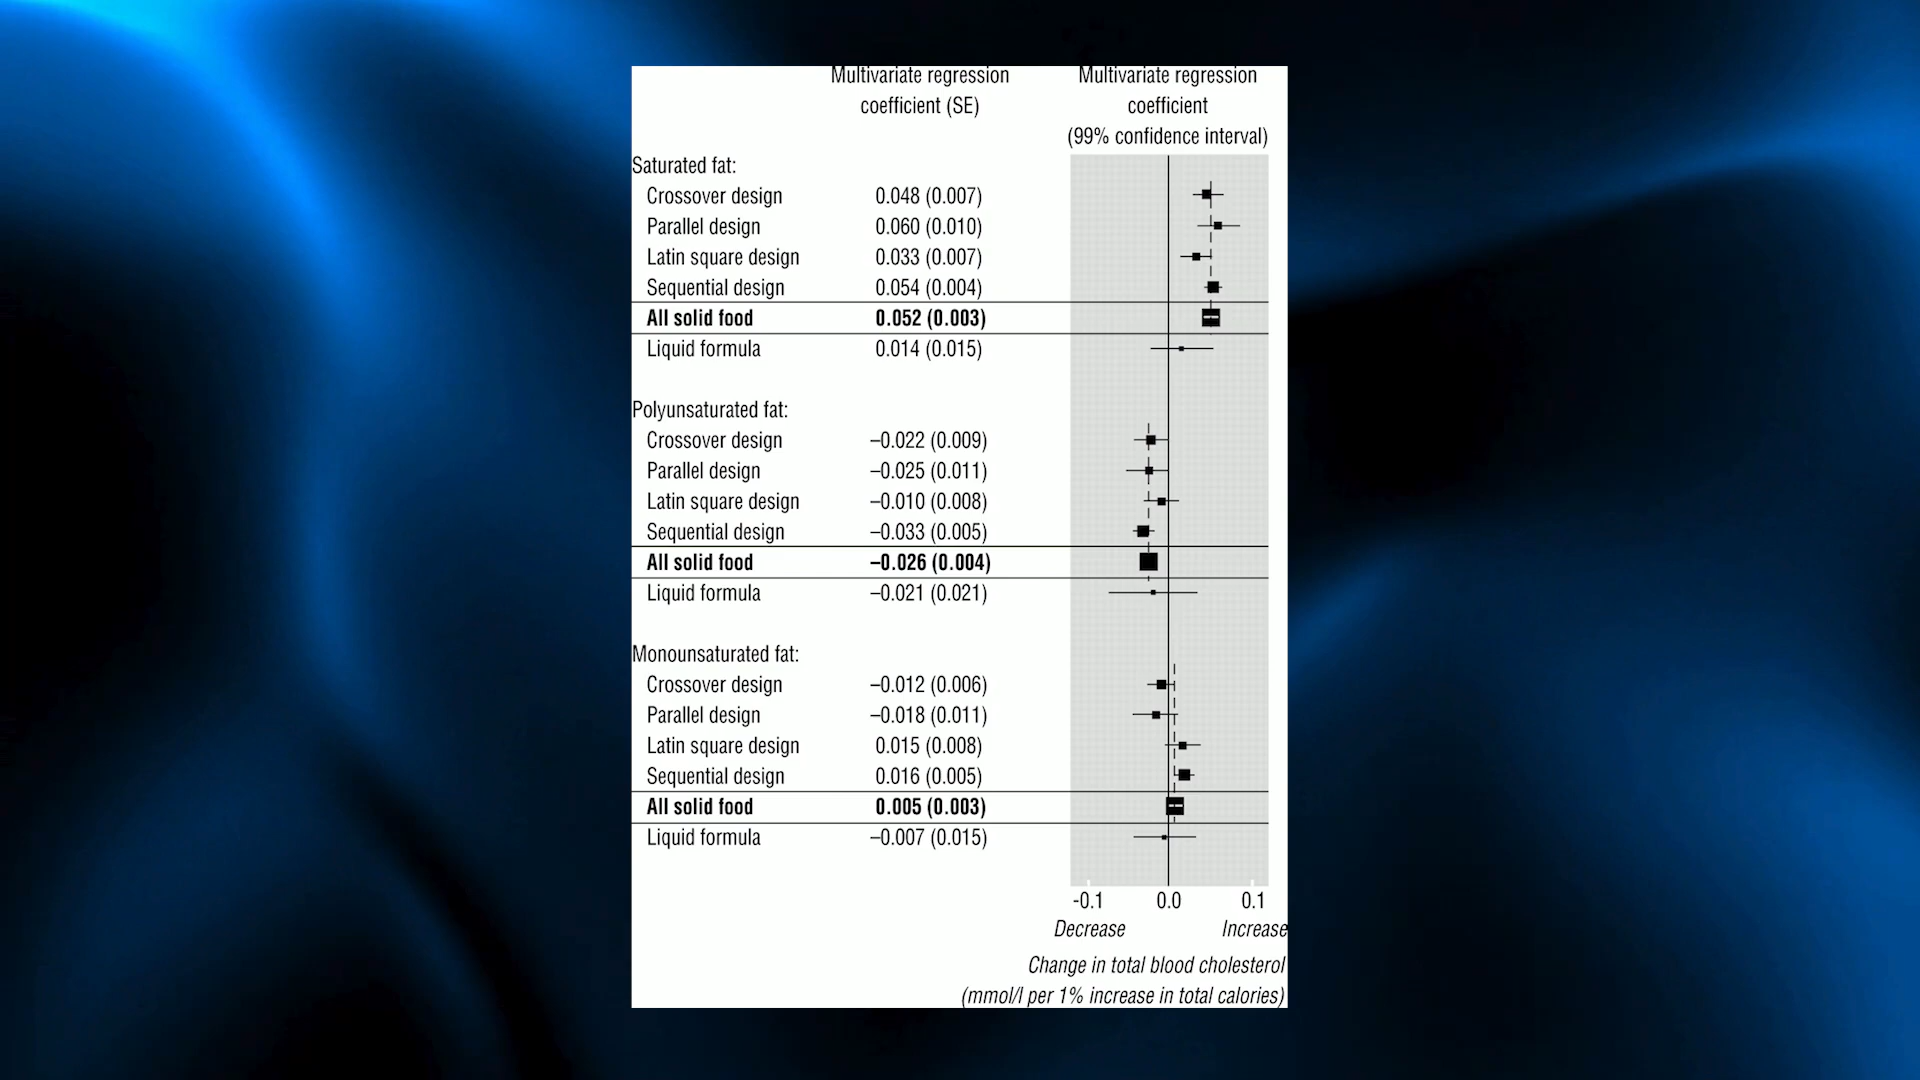 Multivariate regression
coefficient (SE)
Multivariate regression
coefficient
(99% confidence interval)
Saturated fat:
Crossover design 0.048 (0.007)
Parallel design 0.060 (0.010)
Latin square design 0.033 (0.007)
Sequential design 0.054 (0.004)
All solid food 0.052 (0.003)
Liquid formula 0.014 (0.015)
Polyunsaturated fat:
Crossover design –0.022 (0.009)
Parallel design –0.025 (0.011)
Latin square design –0.010 (0.008)
Sequential design –0.033 (0.005)
All solid food –0.026 (0.004)
Liquid formula –0.021 (0.021)
Monounsaturated fat:
Crossover design –0.012 (0.006)
Parallel design –0.018 (0.011)
Latin square design 0.015 (0.008)
Sequential design 0.016 (0.005)
All solid food 0.005 (0.003)
Liquid formula –0.007 (0.015)
-0.1 0.0 0.1
Decrease Increase
Change in total blood cholesterol
(mmol/l per 1% increase in total calories)